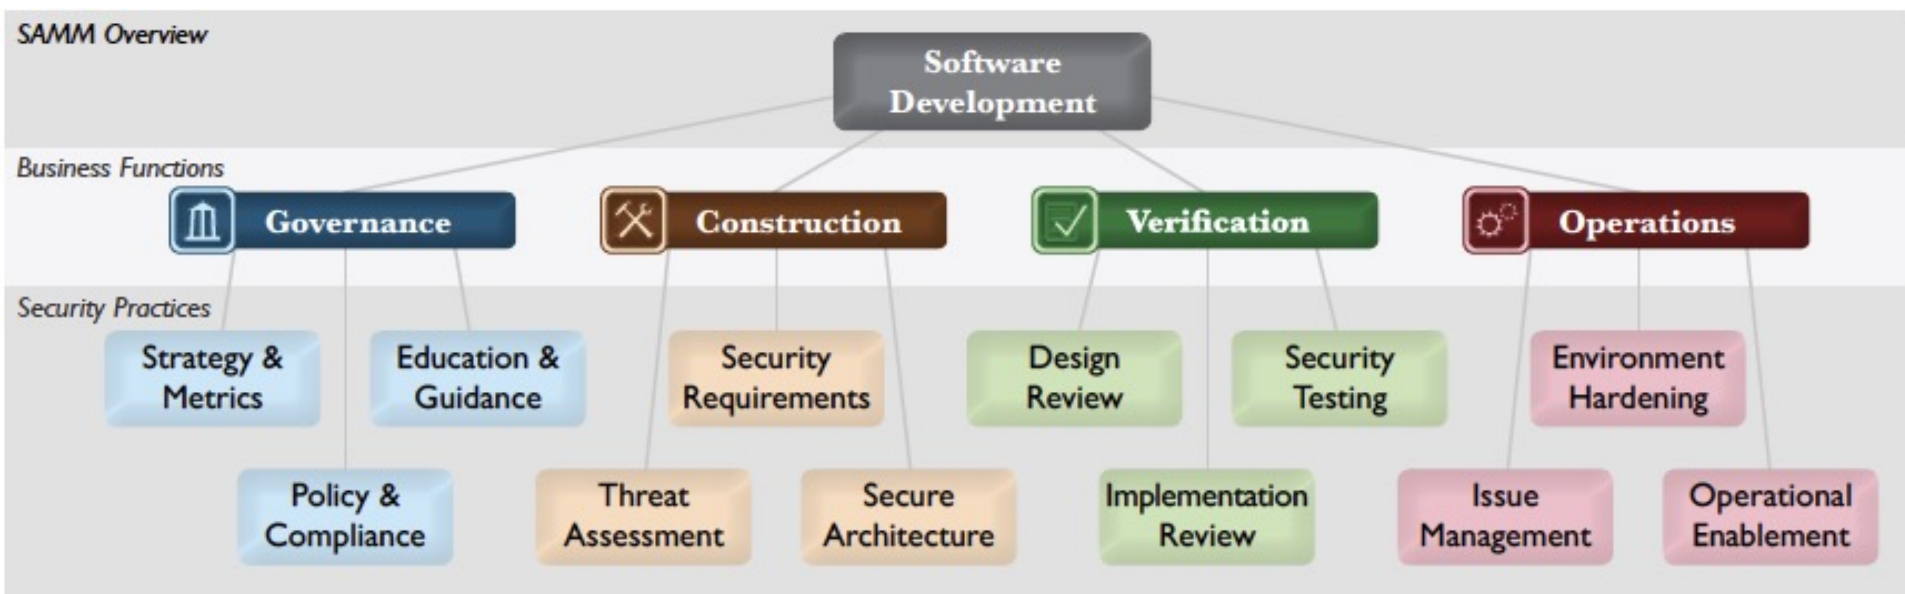 SAMM Overview
Software
Development
Business Functions
Governance
Construction
Verification
Operations
Security Practices
Strategy &
Metrics
Education &
Guidance
Security
Requirements
Design
Review
Security
Testing
Environment
Hardening
Policy &
Compliance
Threat
Assessment
Secure
Architecture
Implementation
Review
Issue
Management
Operational
Enablement